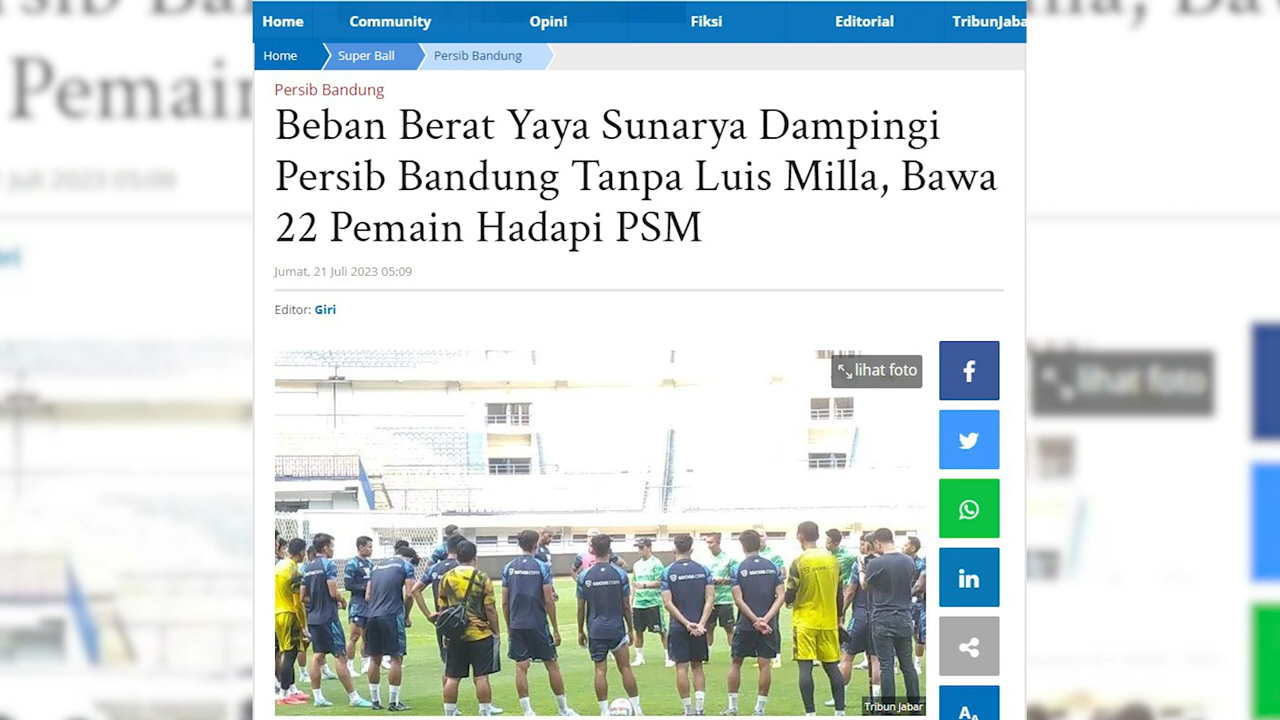 Home Community Opini Fiksi Editorial TribunJaba
Home Super Ball Persib Bandung
Persib Bandung
Beban Berat Yaya Sunarya Dampingi
Persib Bandung Tanpa Luis Milla, Bawa
22 Pemain Hadapi PSM
Jumat, 21 Juli 2023 05:09
Editor: Giri
lihat foto
Tribun Jabar
AA